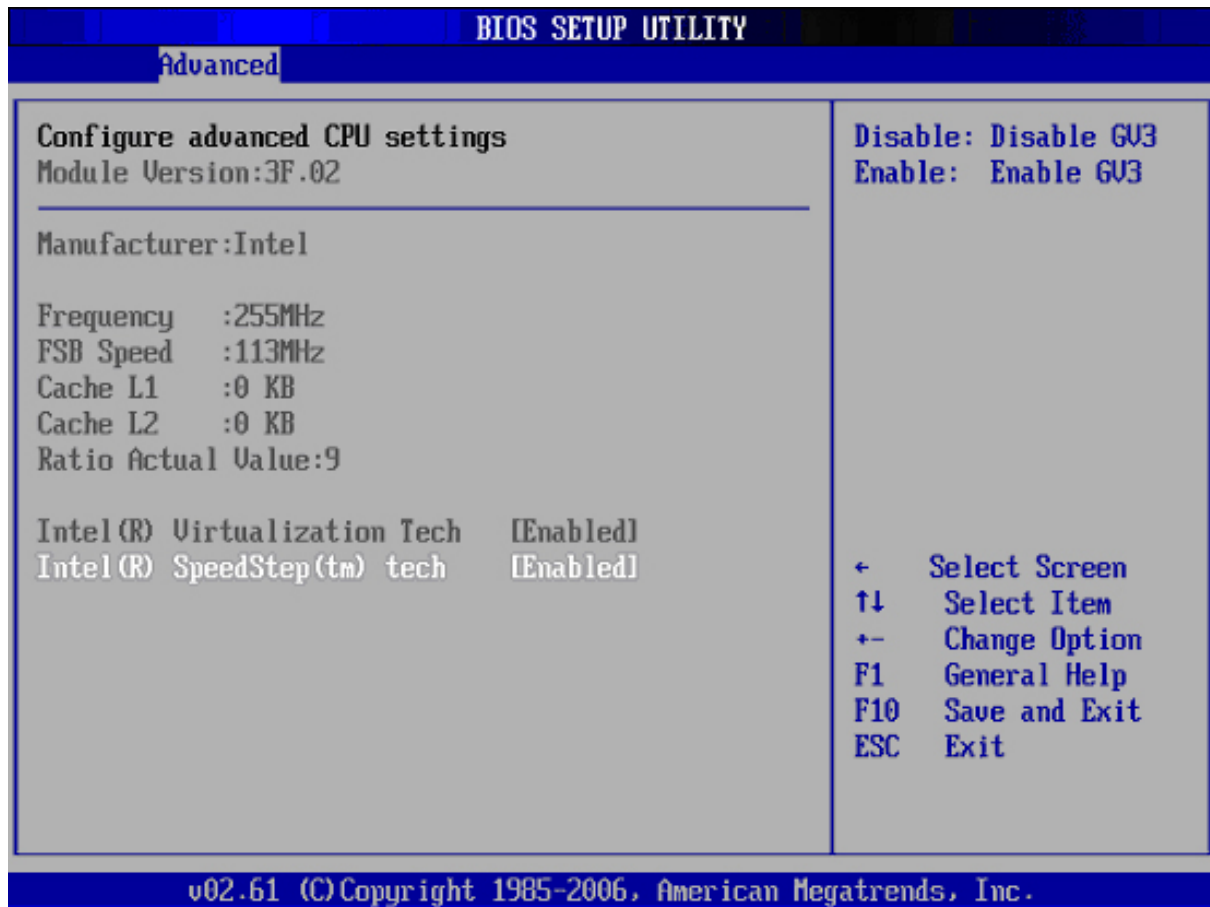 BIOS SETUP UTILITY
Advanced
Configure advanced CPU settings
Module Version:3F.02
Manufacturer:Intel
Frequency :255MHz
FSB Speed :113MHz
Cache L1 :0 KB
Cache L2 :0 KB
Ratio Actual Value:9
Intel(R) Virtualization Tech [Enabled]
Intel(R) SpeedStep(tm) tech [Enabled]
Disable: Disable GV3
Enable: Enable GV3
← Select Screen
↑↓ Select Item
+- Change Option
F1 General Help
F10 Save and Exit
ESC Exit
v02.61 (C)Copyright 1985-2006, American Megatrends, Inc.